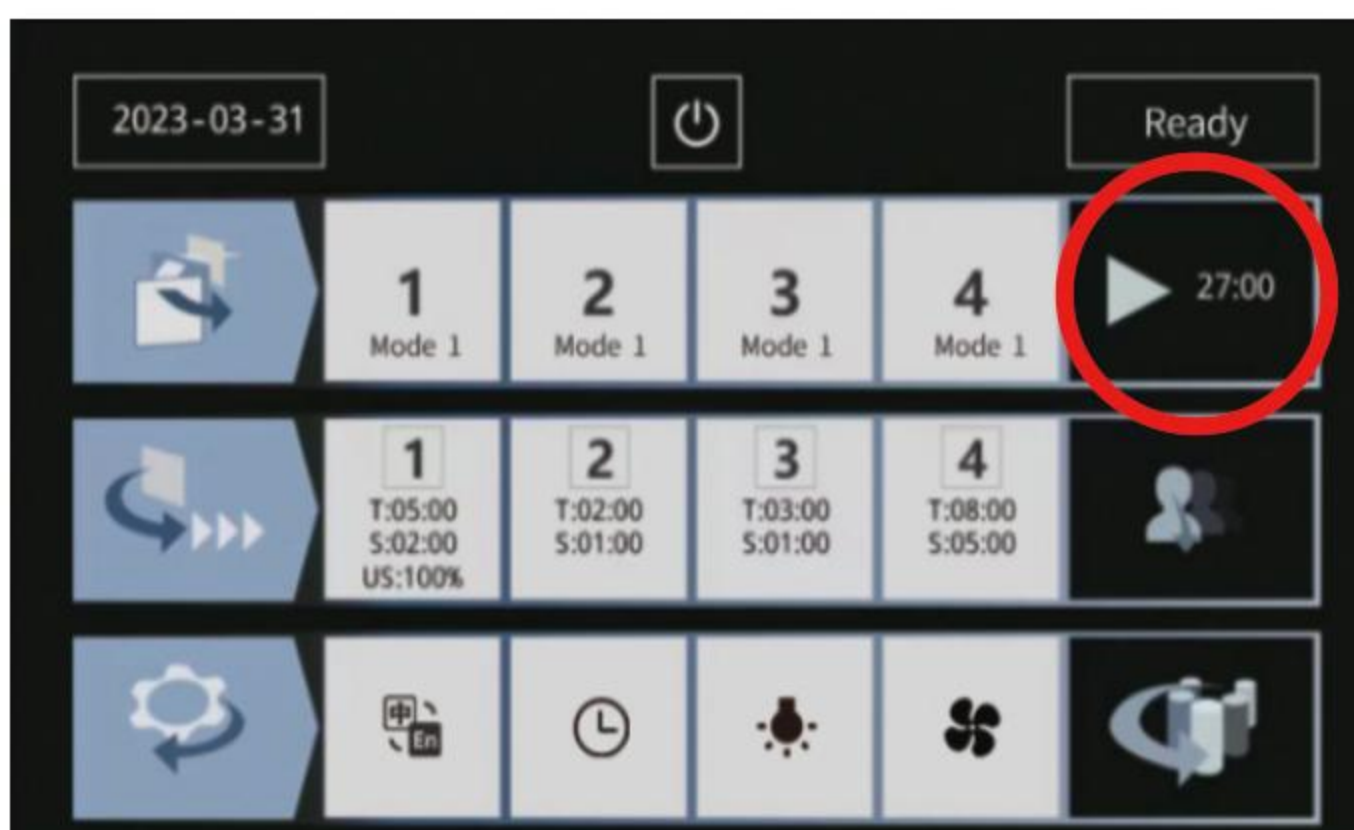 2023-03-31
Ready
1
Mode 1
2
Mode 1
3
Mode 1
4
Mode 1
27:00
1
T:05:00
S:02:00
US:100%
2
T:02:00
S:01:00
3
T:03:00
S:01:00
4
T:08:00
S:05:00
中
En